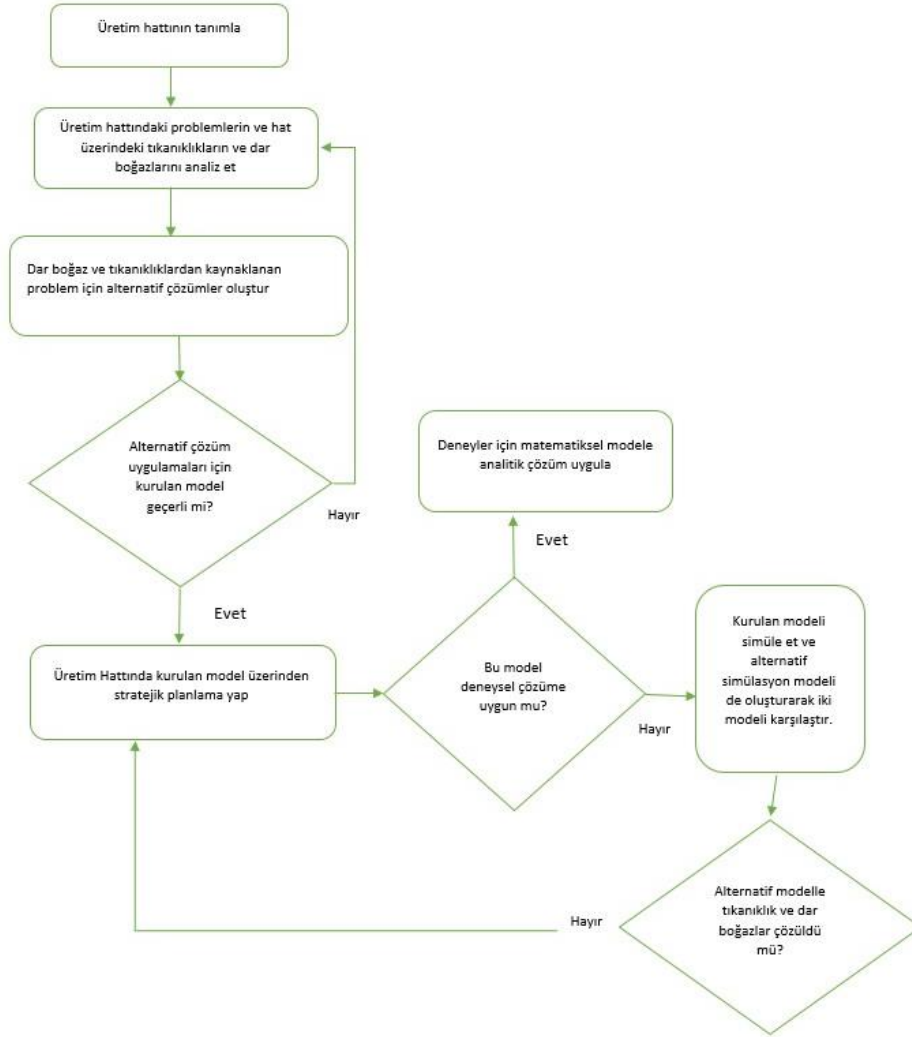 Üretim hattının tanımla
Üretim hattındaki problemlerin ve hat
üzerindeki tıkanıklıkların ve dar
boğazlarını analiz et
Dar boğaz ve tıkanıklıklardan kaynaklanan
problem için alternatif çözümler oluştur
Alternatif çözüm
uygulamaları için
kurulan model
geçerli mi?
Hayır
Evet
Üretim Hattında kurulan model üzerinden
stratejik planlama yap
Deneyler için matematiksel modele
analitik çözüm uygula
Evet
Bu model
deneysel çözüme
uygun mu?
Hayır
Kurulan modeli
simüle et ve
alternatif
simülasyon modeli
de oluşturarak iki
modeli karşılaştır.
Alternatif modelle
tıkanıklık ve dar
boğazlar çözüldü
mü?
Hayır